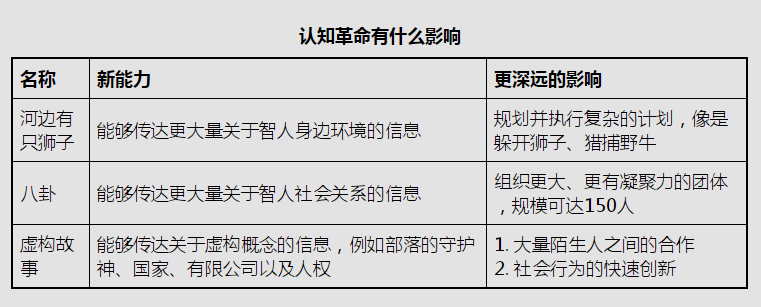 认知革命有什么影响
名称
新能力
更深远的影响
河边有
只狮子
能够传达更大量关于智人身边环境的信息
规划并执行复杂的计划，像是
躲开狮子、猎捕野牛
八卦
能够传达更大量关于智人社会关系的信息
组织更大、更有凝聚力的团体
，规模可达150人
虚构故
事
能够传达关于虚构概念的信息，例如部落的守护
神、国家、有限公司以及人权
1. 大量陌生人之间的合作
2. 社会行为的快速创新